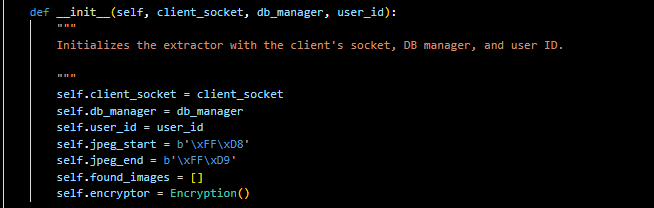 def __init__(self, client_socket, db_manager, user_id):
"""
Initializes the extractor with the client's socket, DB manager, and user ID.
"""
self.client_socket = client_socket
self.db_manager = db_manager
self.user_id = user_id
self.jpeg_start = b'\xFF\xD8'
self.jpeg_end = b'\xFF\xD9'
self.found_images = []
self.encryptor = Encryption()